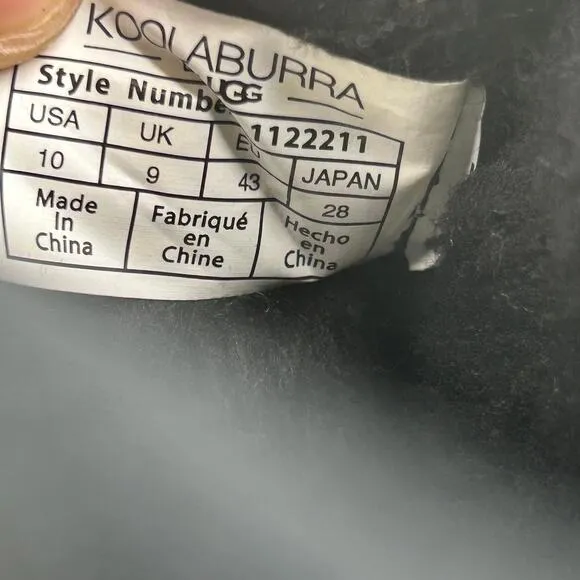 KOOLABURRA
UGG
Style Number 1122211
USA UK EU JAPAN
10 9 43 28
Made Fabriqué Hecho
In en en
China Chine China